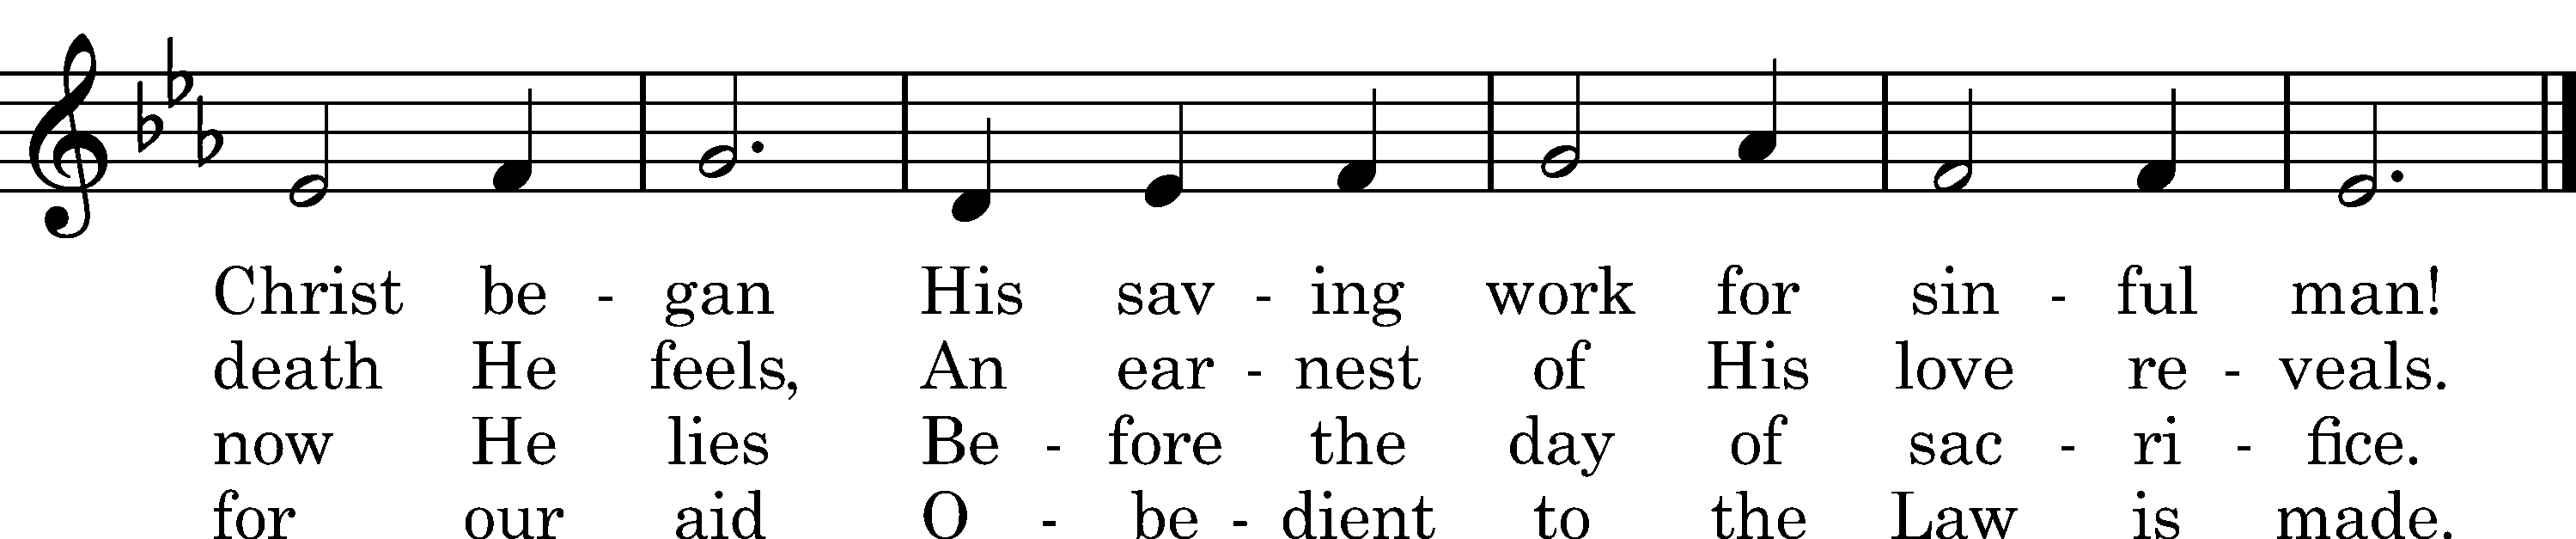 Christ be - gan His sav - ing work for sin - ful man!
death He feels, An ear - nest of His love re - veals.
now He lies Be - fore the day of sac - ri - fice.
for our aid O - be - dient to the Law is made.